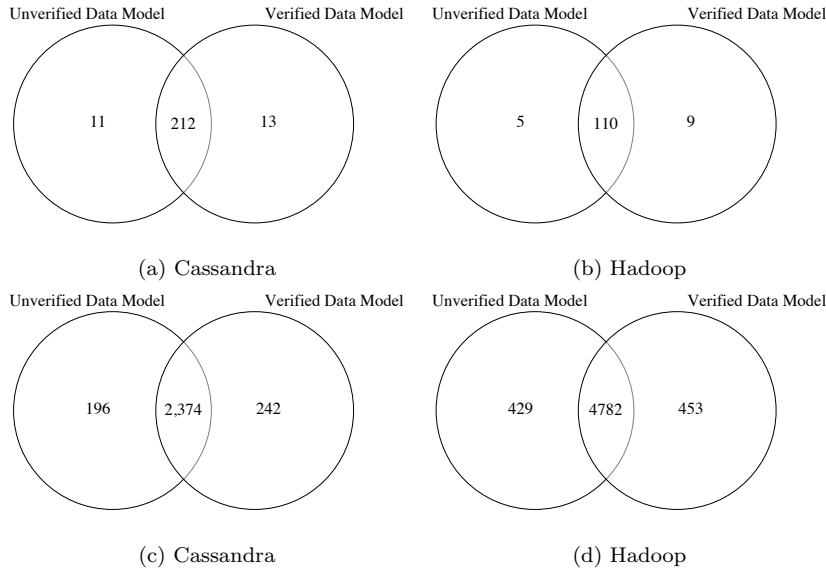 Unverified Data Model Verified Data Model
11 212 13
(a) Cassandra
Unverified Data Model Verified Data Model
5 110 9
(b) Hadoop
Unverified Data Model Verified Data Model
196 2,374 242
(c) Cassandra
Unverified Data Model Verified Data Model
429 4782 453
(d) Hadoop